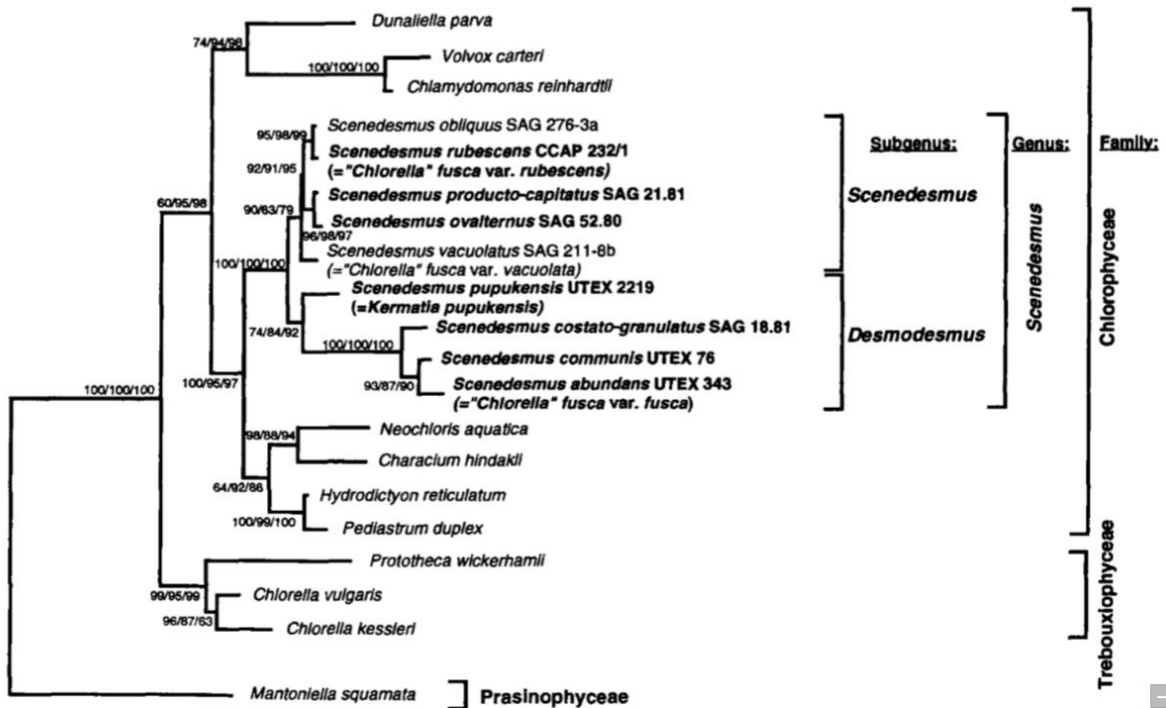 Dunaliella parva
74/94/98
Volvox carteri
100/100/100
Chlamydomonas reinhardtii
Scenedesmus obliquus SAG 276-3a
95/98/99
Scenedesmus rubescens CCAP 232/1
(="Chlorella" fusca var. rubescens)
Subgenus:
Genus:
Family:
92/91/95
Scenedesmus producto-capitatus SAG 21.81
Scenedesmus
60/95/98
90/63/79
Scenedesmus ovalternus SAG 52.80
96/98/97
Scenedesmus vacuolatus SAG 211-8b
(="Chlorella" fusca var. vacuolata)
100/100/100
Scenedesmus
Chlorophyceae
Scenedesmus pupukensis UTEX 2219
(=Kermatia pupukensis)
74/84/92
Scenedesmus costato-granulatus SAG 18.81
Desmodesmus
100/100/100
Scenedesmus communis UTEX 76
93/87/90
Scenedesmus abundans UTEX 343
(="Chlorella" fusca var. fusca)
100/95/97
100/100/100
Neochloris aquatica
98/88/94
Characium hindakii
64/92/86
Hydrodictyon reticulatum
100/99/100
Pediastrum duplex
Prototheca wickerhamii
99/95/99
Chlorella vulgaris
96/87/63
Chlorella kessleri
Trebouxiophyceae
Mantoniella squamata
Prasinophyceae